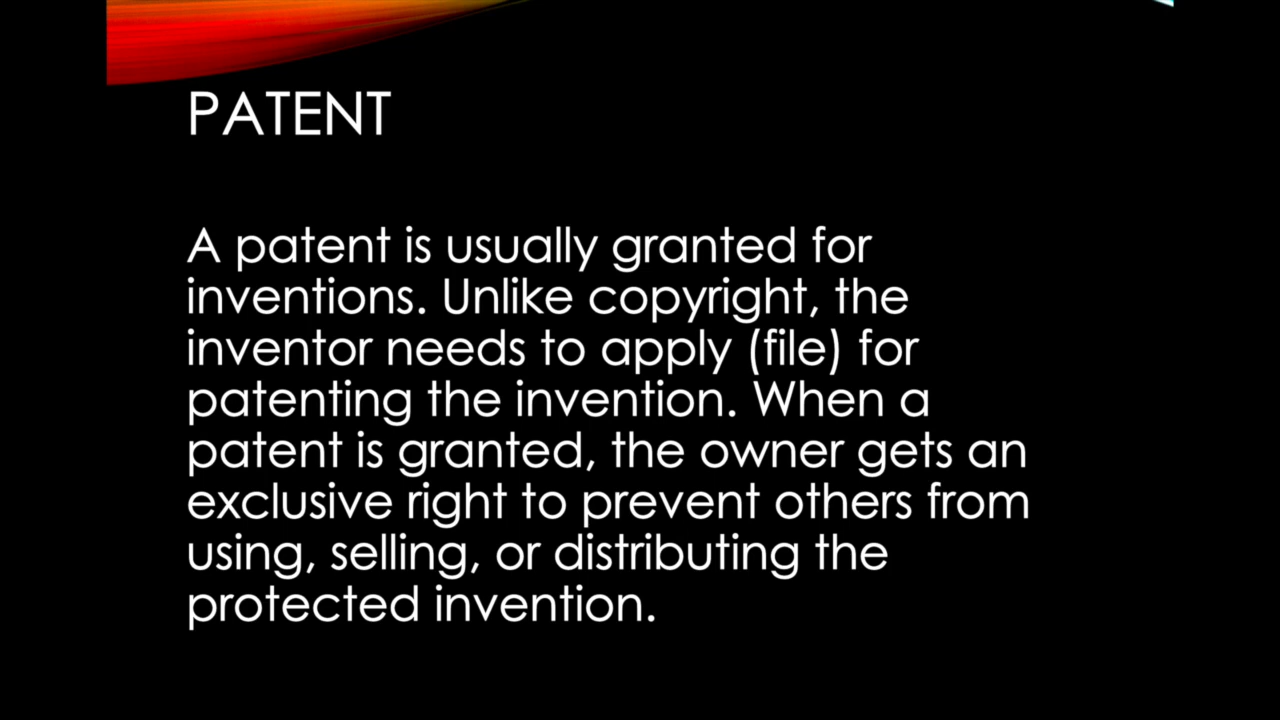 PATENT
A patent is usually granted for
inventions. Unlike copyright, the
inventor needs to apply (file) for
patenting the invention. When a
patent is granted, the owner gets an
exclusive right to prevent others from
using, selling, or distributing the
protected invention.